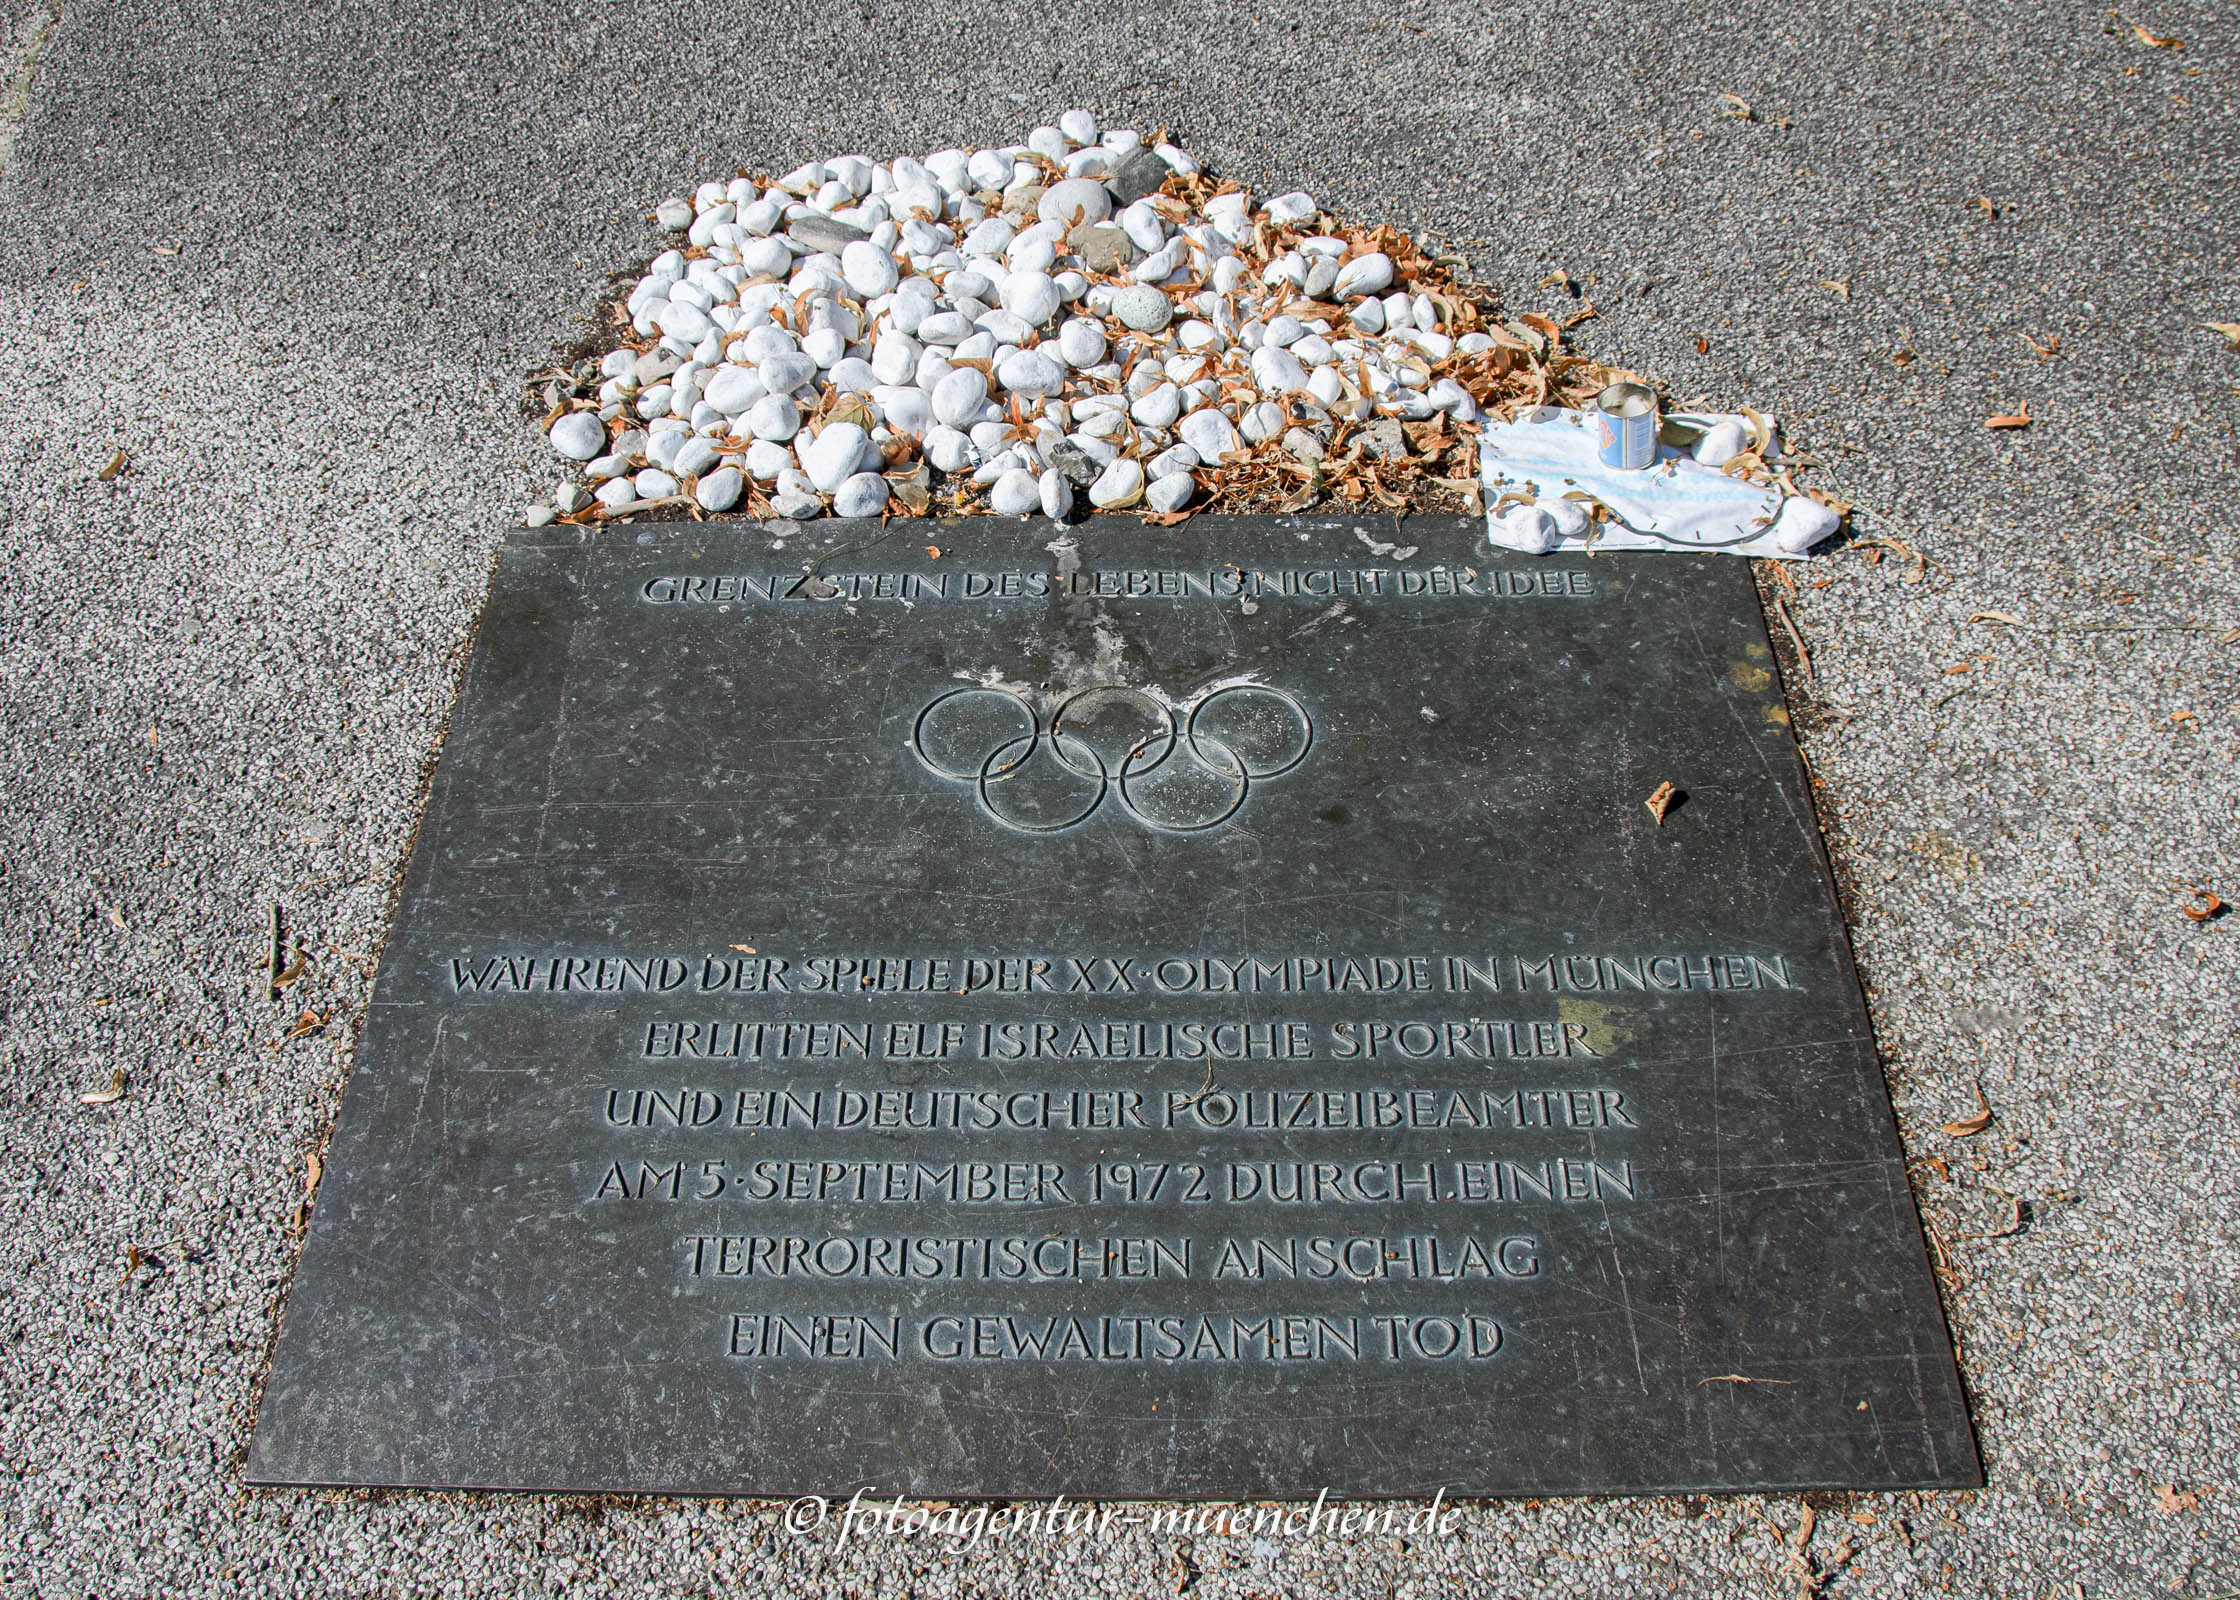 GRENZSTEIN DES LEBENS NICHT DER IDEE
WÄHREND DER SPIELE DER XX·OLYMPIADE IN MÜNCHEN
ERLITTEN ELF ISRAELISCHE SPORTLER
UND EIN DEUTSCHER POLIZEIBEAMTER
AM 5·SEPTEMBER 1972 DURCH EINEN
TERRORISTISCHEN ANSCHLAG
EINEN GEWALTSAMEN TOD
© fotoagentur-muenchen.de